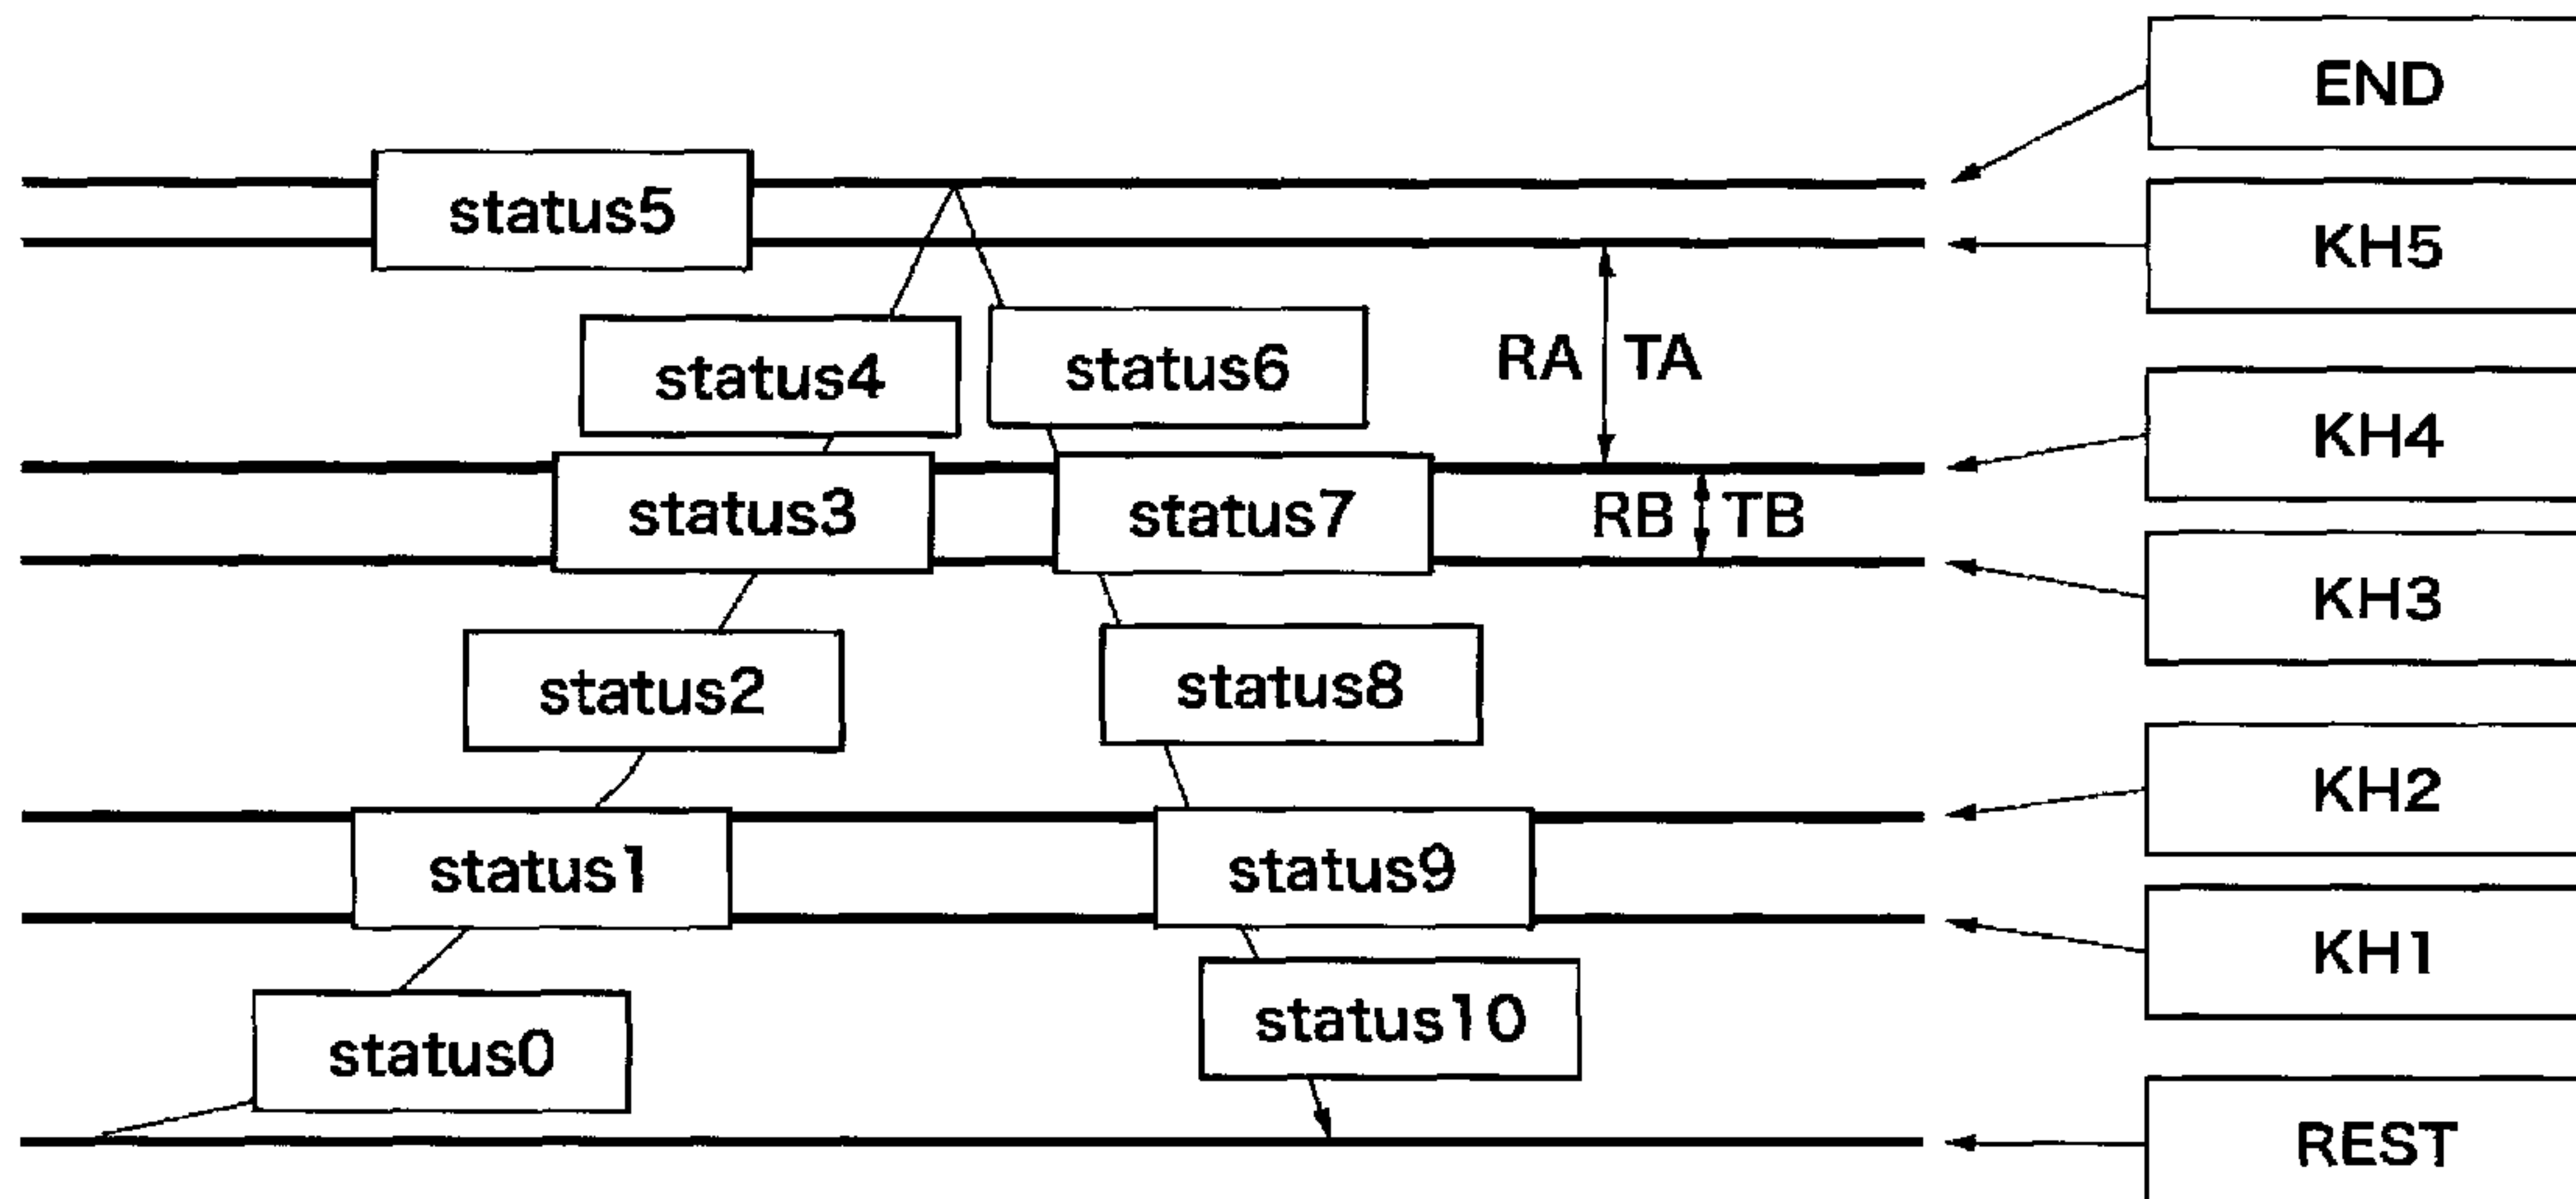 END
status5
KH5
status4
status6
RA TA
KH4
status3
status7
RB TB
KH3
status2
status8
KH2
status1
status9
KH1
status0
status10
REST